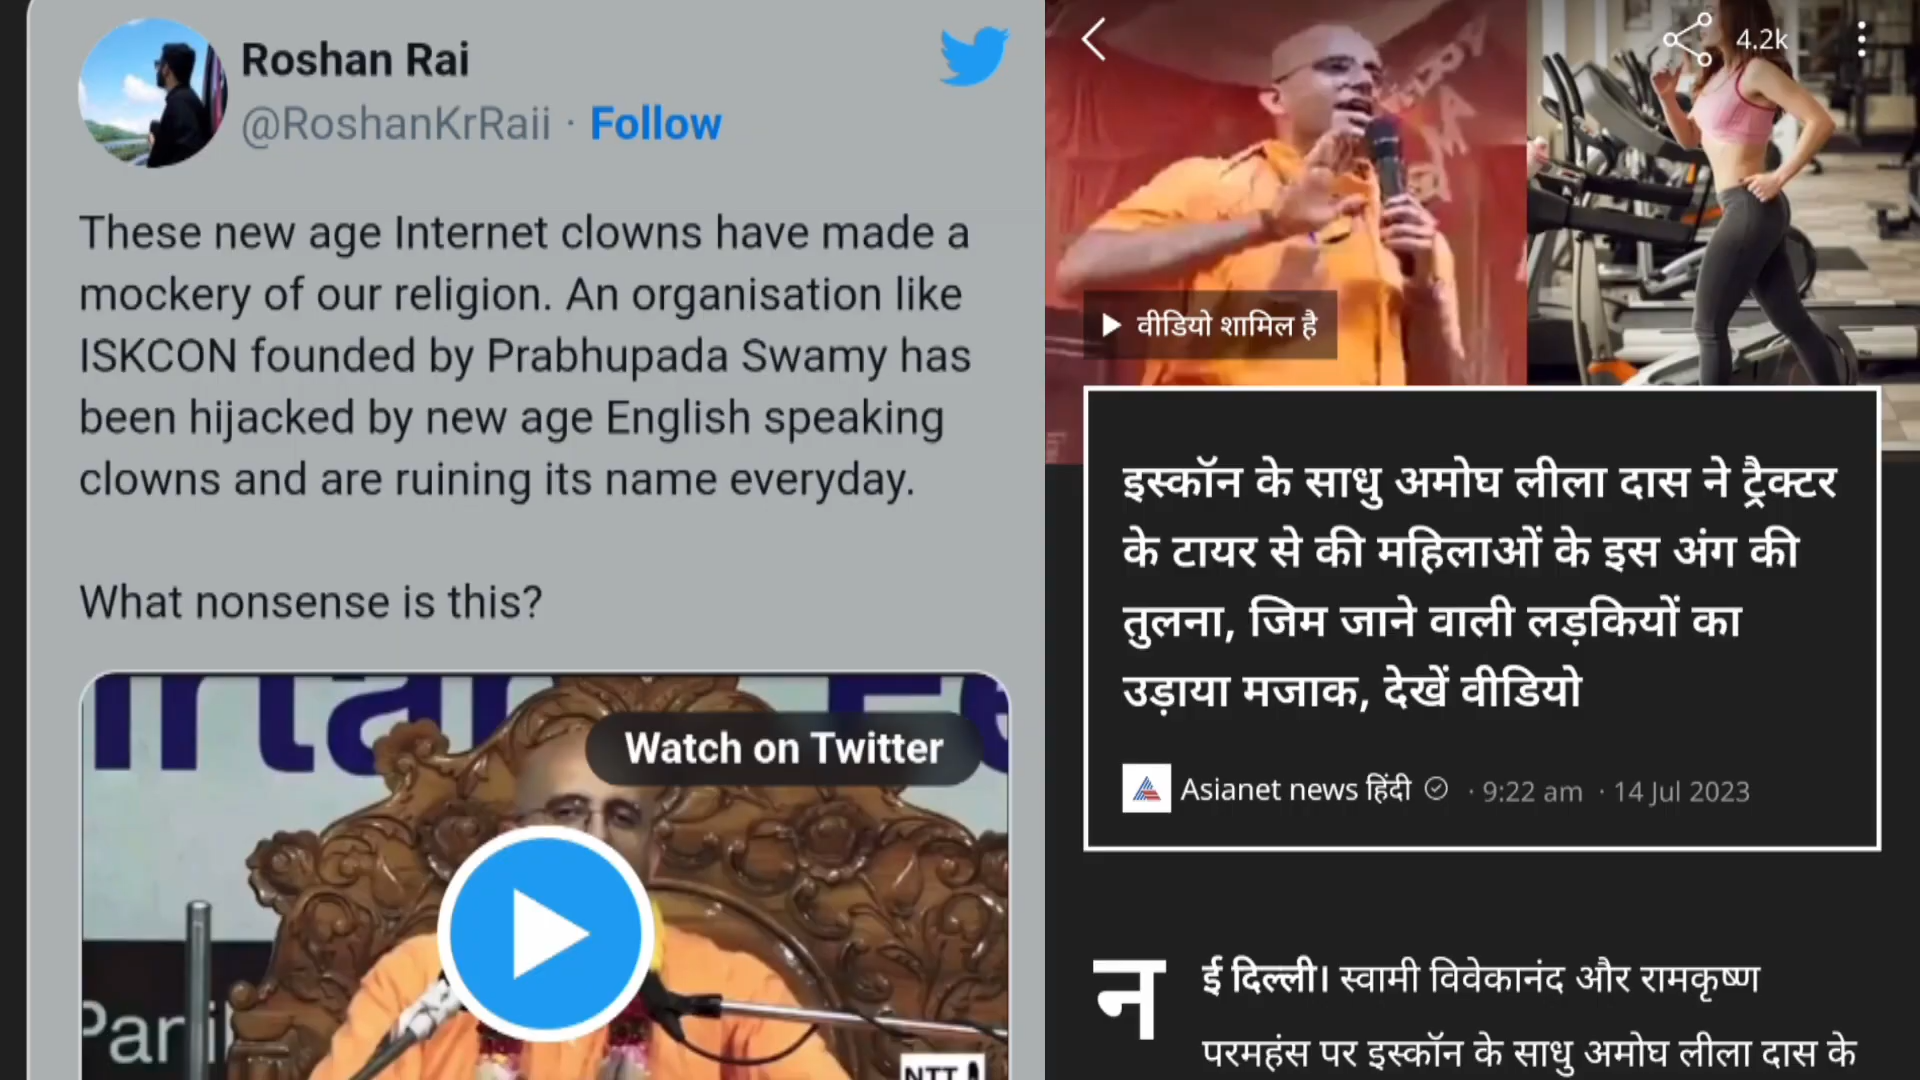 Roshan Rai
@RoshanKrRaii · Follow
These new age Internet clowns have made a
mockery of our religion. An organisation like
ISKCON founded by Prabhupada Swamy has
been hijacked by new age English speaking
clowns and are ruining its name everyday.
What nonsense is this?
Watch on Twitter
4.2k
वीडियो शामिल है
इस्कॉन के साधु अमोघ लीला दास ने ट्रैक्टर
के टायर से की महिलाओं के इस अंग की
तुलना, जिम जाने वाली लड़कियों का
उड़ाया मजाक, देखें वीडियो
Asianet news हिंदी · 9:22 am · 14 Jul 2023
नई दिल्ली। स्वामी विवेकानंद और रामकृष्ण
परमहंस पर इस्कॉन के साधु अमोघ लीला दास के